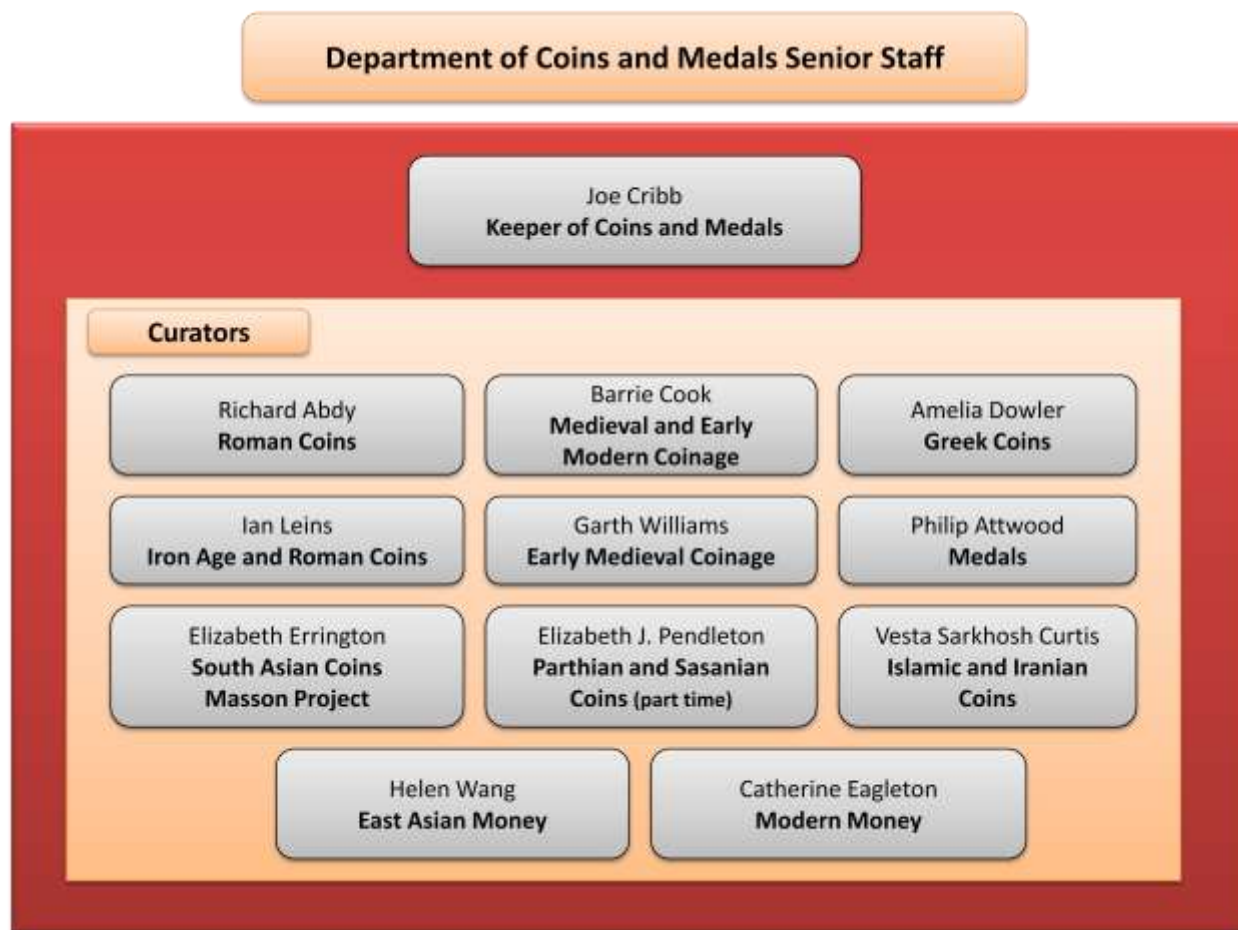 Department of Coins and Medals Senior Staff
Joe Cribb
Keeper of Coins and Medals
Curators
Richard Abdy
Roman Coins
Barrie Cook
Medieval and Early
Modern Coinage
Amelia Dowler
Greek Coins
Ian Leins
Iron Age and Roman Coins
Garth Williams
Early Medieval Coinage
Philip Attwood
Medals
Elizabeth Errington
South Asian Coins
Masson Project
Elizabeth J. Pendleton
Parthian and Sasanian
Coins (part time)
Vesta Sarkhosh Curtis
Islamic and Iranian
Coins
Helen Wang
East Asian Money
Catherine Eagleton
Modern Money